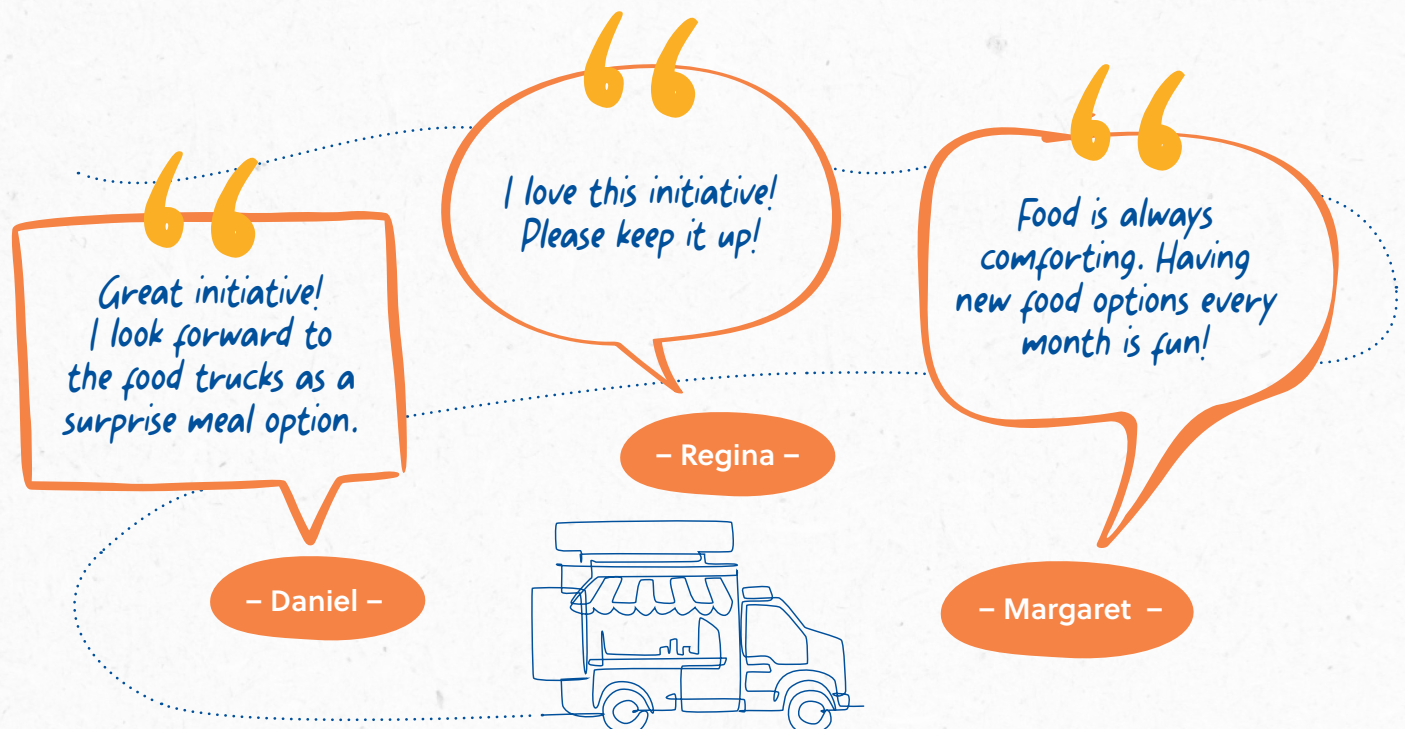 Great initiative!
I look forward to
the food trucks as a
surprise meal option.
– Daniel –
I love this initiative!
Please keep it up!
– Regina –
Food is always
comforting. Having
new food options every
month is fun!
– Margaret –